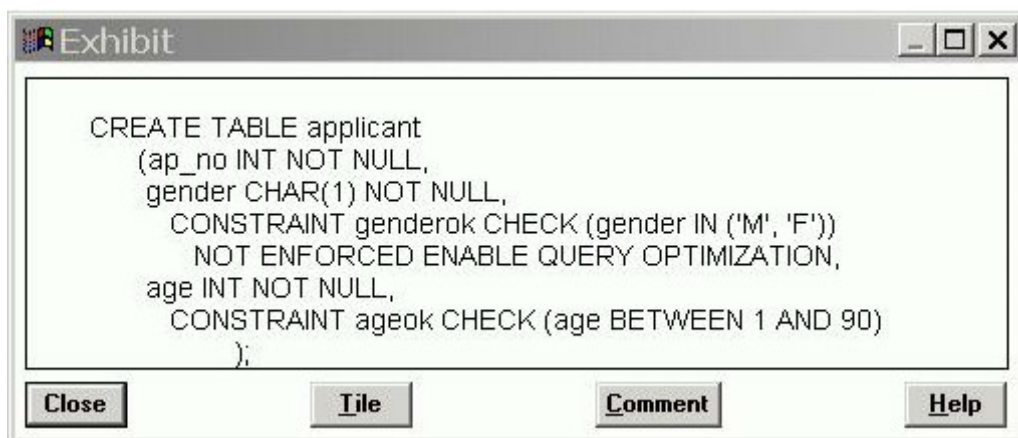 Exhibit
CREATE TABLE applicant
(ap_no INT NOT NULL,
gender CHAR(1) NOT NULL,
CONSTRAINT genderok CHECK (gender IN ('M', 'F'))
NOT ENFORCED ENABLE QUERY OPTIMIZATION,
age INT NOT NULL,
CONSTRAINT ageok CHECK (age BETWEEN 1 AND 90)
);
Close Tile Comment Help